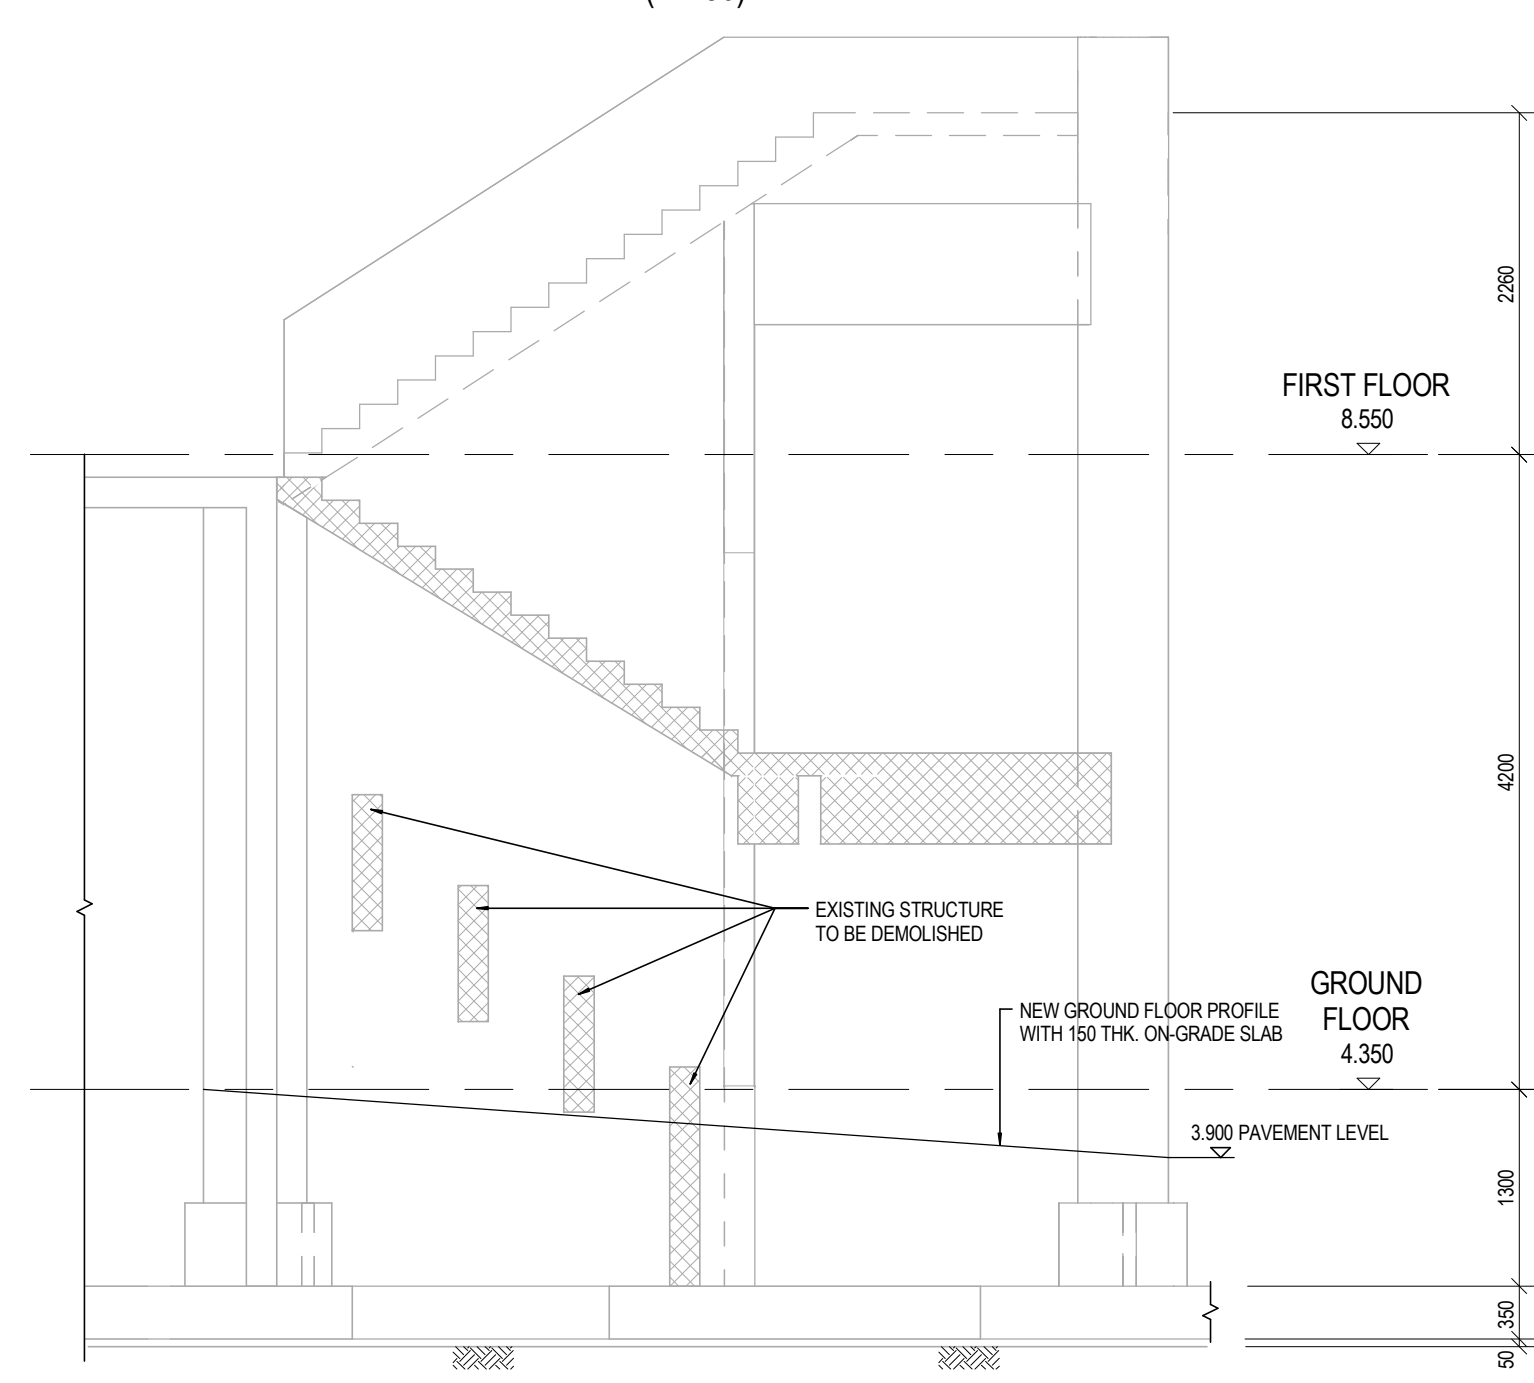 2260
FIRST FLOOR
8.550
4200
EXISTING STRUCTURE
TO BE DEMOLISHED
GROUND
FLOOR
4.350
NEW GROUND FLOOR PROFILE
WITH 150 THK. ON-GRADE SLAB
3.900 PAVEMENT LEVEL
1300
350
50